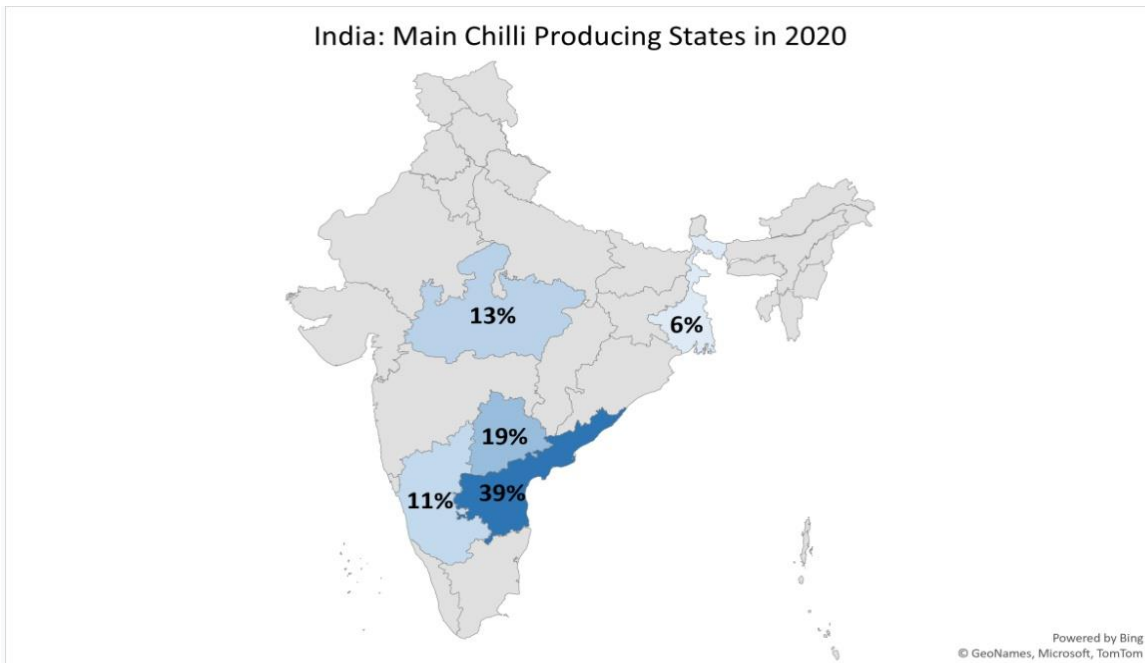 India: Main Chilli Producing States in 2020
13%
6%
19%
11%
39%
Powered by Bing
© GeoNames, Microsoft, TomTom